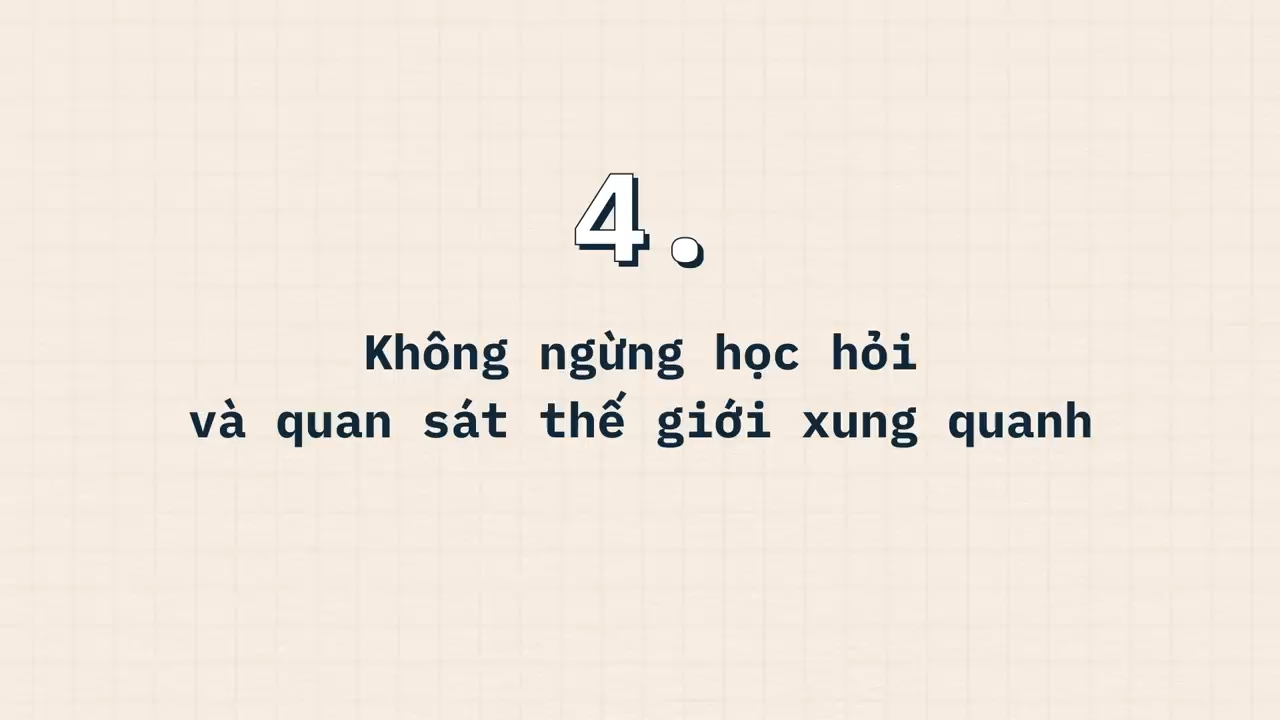 4.
Không ngừng học hỏi
và quan sát thế giới xung quanh